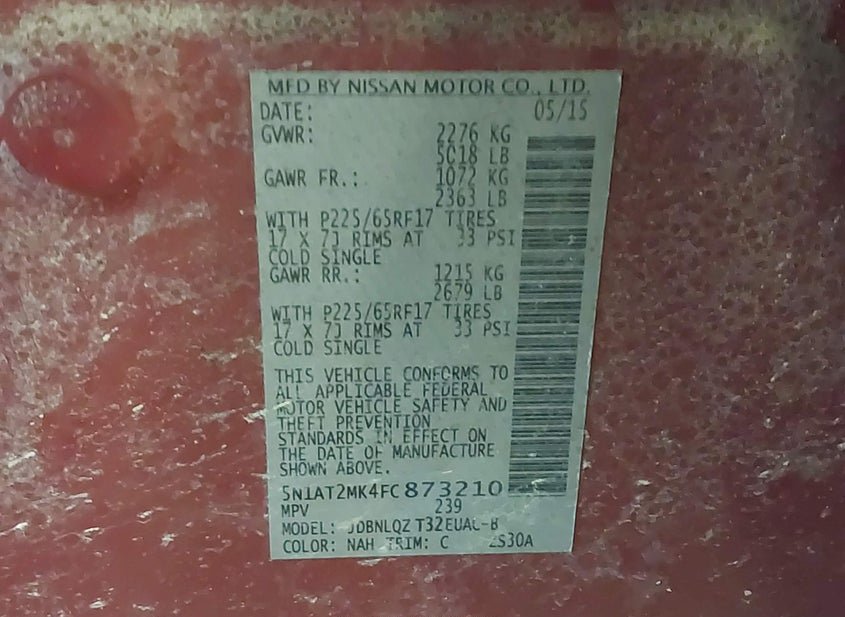 MFD BY NISSAN MOTOR CO., LTD.
DATE: 05/15
GVWR: 2276 KG
5018 LB
GAWR FR.: 1072 KG
2363 LB
WITH P225/65RF17 TIRES
17 X 7J RIMS AT 33 PSI
COLD SINGLE
GAWR RR.: 1215 KG
2679 LB
WITH P225/65RF17 TIRES
17 X 7J RIMS AT 33 PSI
COLD SINGLE
THIS VEHICLE CONFORMS TO
ALL APPLICABLE FEDERAL
MOTOR VEHICLE SAFETY AND
THEFT PREVENTION
STANDARDS IN EFFECT ON
THE DATE OF MANUFACTURE
SHOWN ABOVE.
5N1AT2MK4FC873210
MPV 239
MODEL: T32EUAC-B
COLOR: NAH TRIM: C